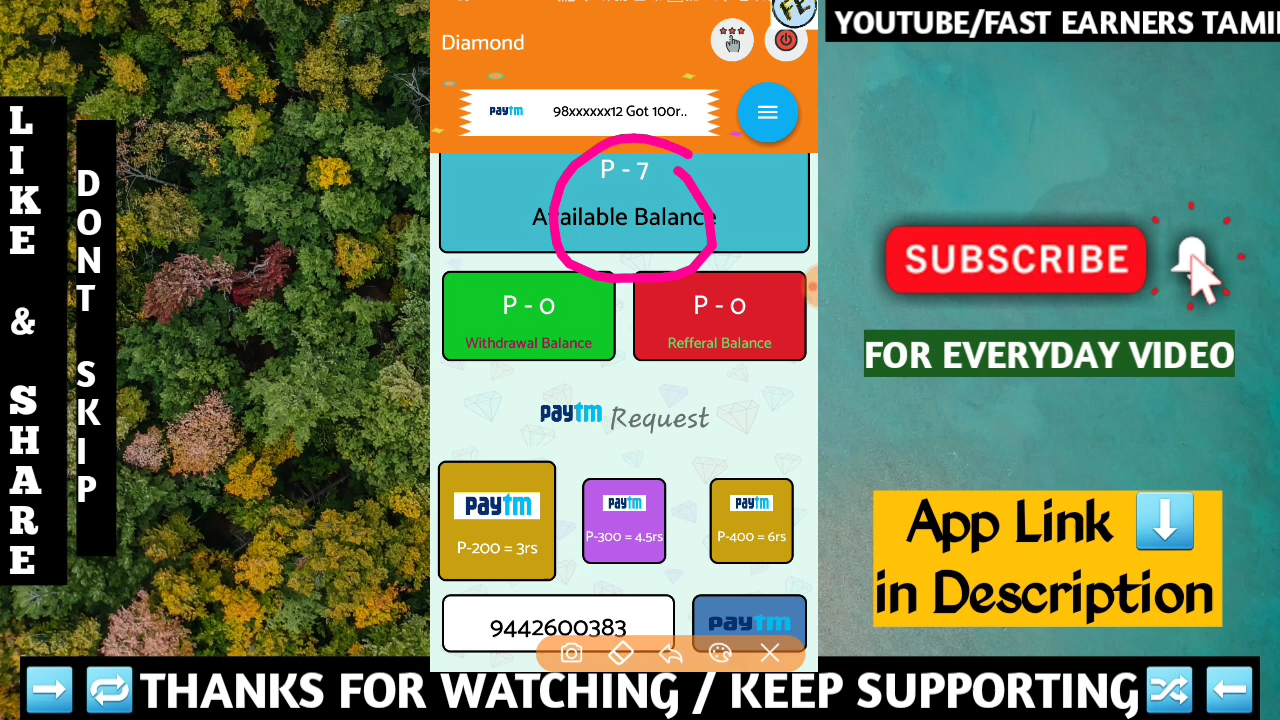 YOUTUBE/FAST EARNERS TAMI
LIKE & SHARE
DONT SKIP
FE
Diamond
paytm 98xxxxxx12 Got 100r..
P - 7
Available Balance
P - 0
Withdrawal Balance
P - 0
Refferal Balance
paytm Request
paytm
P-200 = 3rs
paytm
P-300 = 4.5rs
paytm
P-400 = 6rs
9442600383
paytm
SUBSCRIBE
FOR EVERYDAY VIDEO
App Link
in Description
THANKS FOR WATCHING / KEEP SUPPORTING